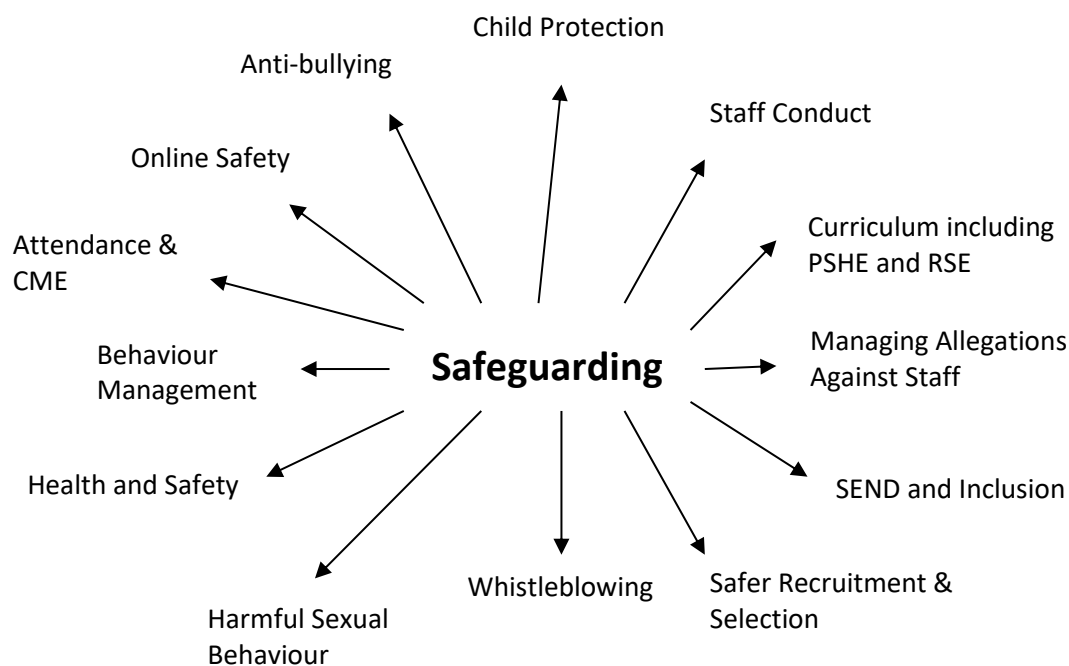 Child Protection
Anti-bullying
Staff Conduct
Online Safety
Curriculum including
PSHE and RSE
Attendance &
CME
Managing Allegations
Against Staff
Behaviour
Management
Safeguarding
Health and Safety
SEND and Inclusion
Whistleblowing
Safer Recruitment &
Selection
Harmful Sexual
Behaviour